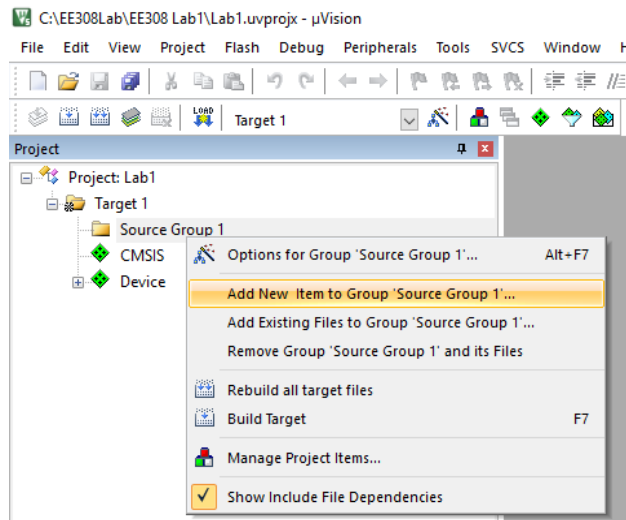 C:\EE308Lab\EE308 Lab1\Lab1.uvprojx - µVision
File Edit View Project Flash Debug Peripherals Tools SVCS Window H
LOAD Target 1
Project
Project: Lab1
Target 1
Source Group 1
CMSIS
Device
Options for Group 'Source Group 1'... Alt+F7
Add New Item to Group 'Source Group 1'...
Add Existing Files to Group 'Source Group 1'...
Remove Group 'Source Group 1' and its Files
Rebuild all target files
Build Target F7
Manage Project Items...
Show Include File Dependencies